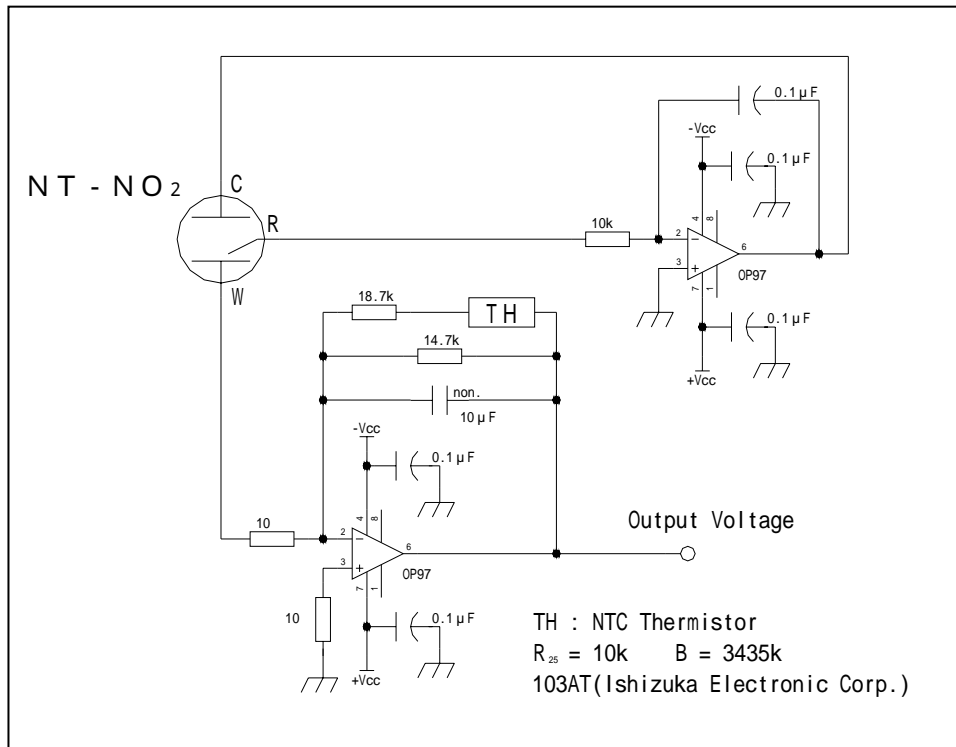 0.1µF
-Vcc
0.1µF
NT-NO2
C
R
W
10k
4
8
2
6
3
OP97
7
1
0.1µF
+Vcc
18.7k
TH
14.7k
non.
10µF
-Vcc
0.1µF
4
8
10
2
6
3
OP97
7
1
10
0.1µF
+Vcc
Output Voltage
TH : NTC Thermistor
R25 = 10k B = 3435k
103AT(Ishizuka Electronic Corp.)